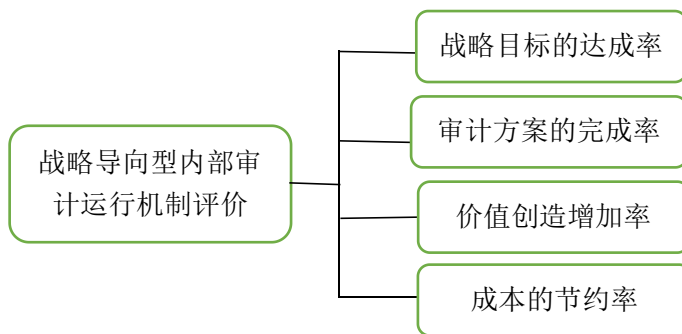 战略目标的达成率
审计方案的完成率
战略导向型内部审
计运行机制评价
价值创造增加率
成本的节约率